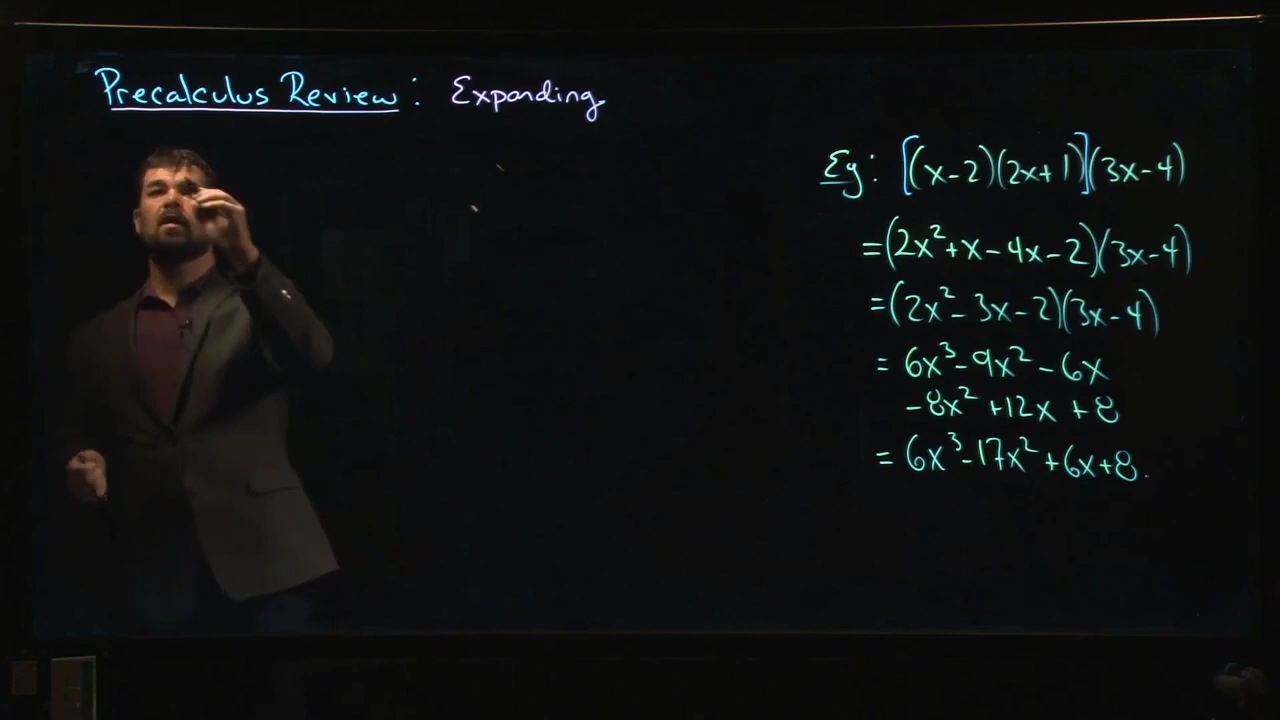 Precalculus Review: Expanding
Eg: [(x-2)(2x+1)](3x-4)
=(2x²+x-4x-2)(3x-4)
=(2x²-3x-2)(3x-4)
= 6x³-9x²-6x
-8x²+12x+8
= 6x³-17x²+6x+8.